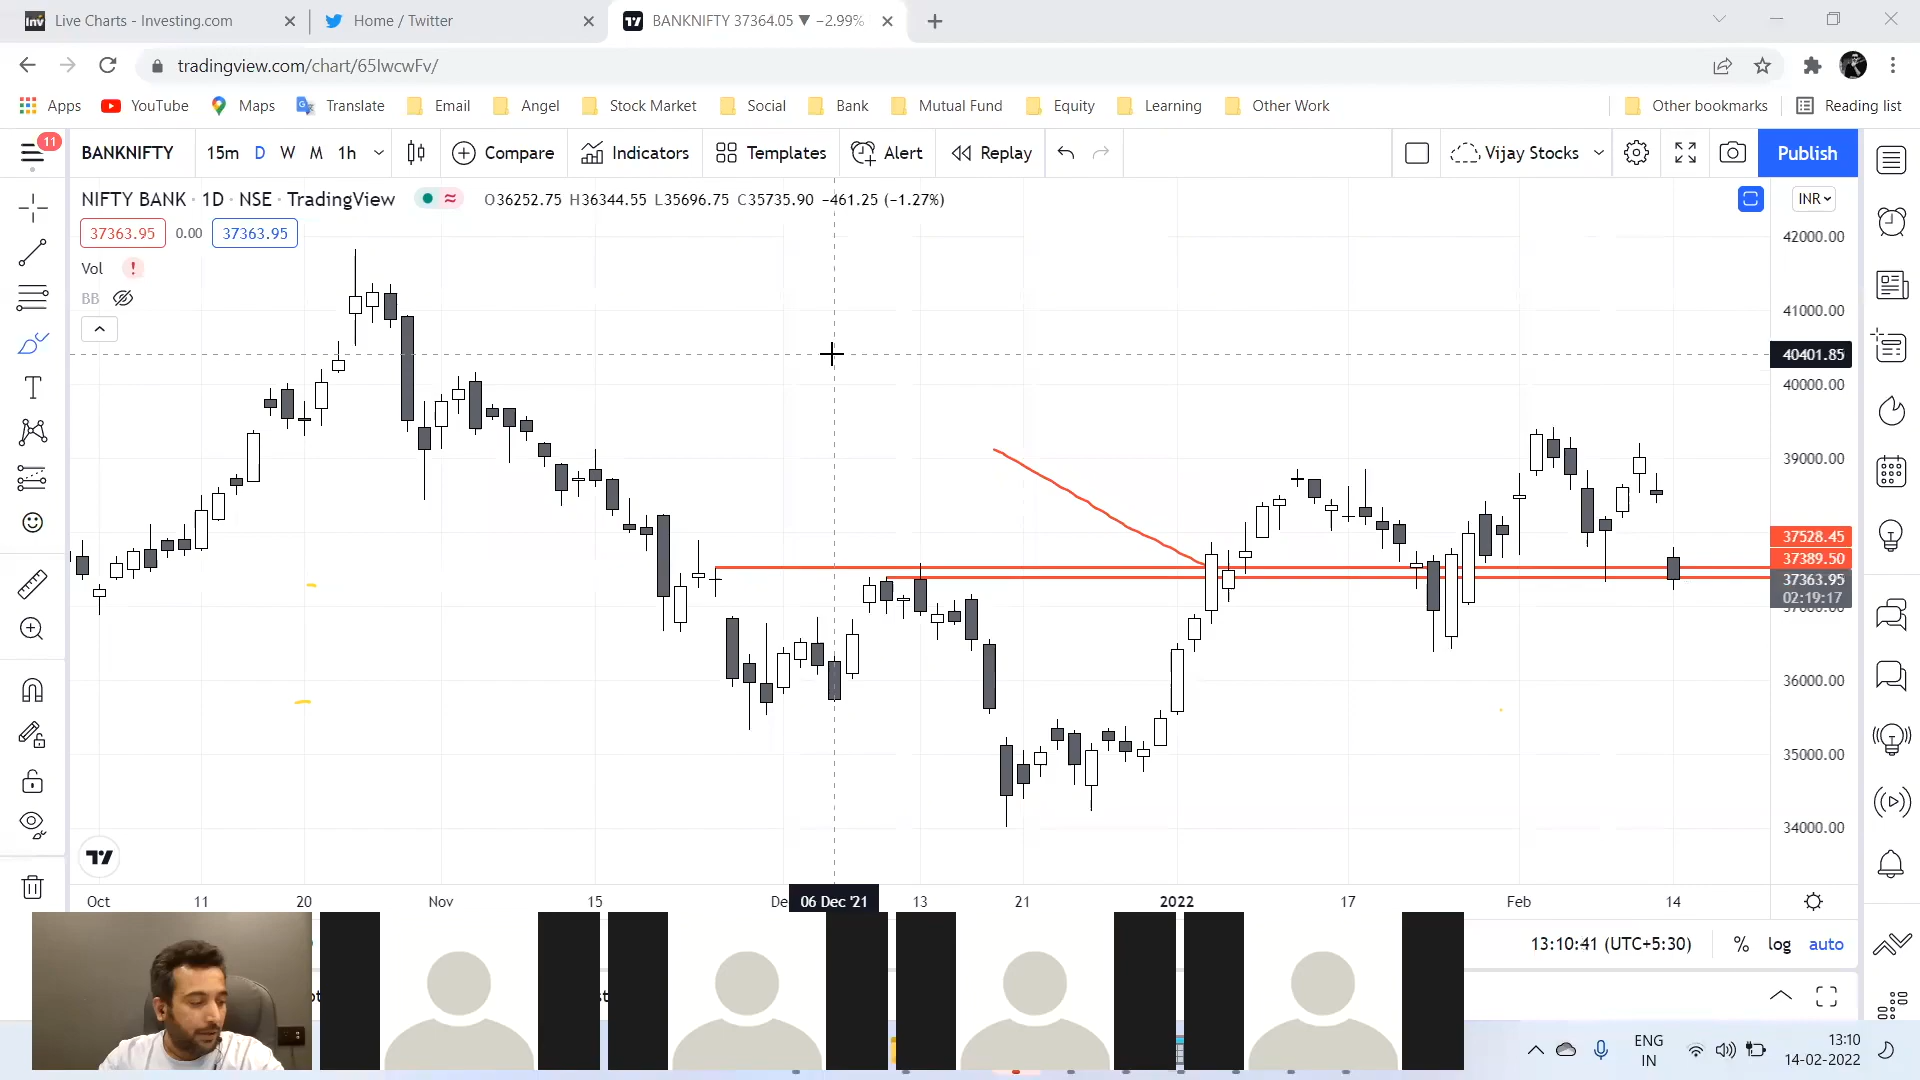 Live Charts - Investing.com
Home / Twitter
BANKNIFTY 37364.05 ▼ −2.99%
tradingview.com/chart/65lwcwFv/
Apps YouTube Maps Translate Email Angel Stock Market Social Bank Mutual Fund Equity Learning Other Work Other bookmarks Reading list
11
BANKNIFTY 15m D W M 1h Compare Indicators Templates Alert Replay Vijay Stocks Publish
NIFTY BANK · 1D · NSE · TradingView O36252.75 H36344.55 L35696.75 C35735.90 −461.25 (−1.27%) INR
37363.95 0.00 37363.95
Vol !
BB
42000.00
41000.00
40401.85
40000.00
39000.00
37528.45
37389.50
37363.95
02:19:17
36000.00
35000.00
34000.00
Oct 11 20 Nov 15 De 06 Dec '21 13 21 2022 17 Feb 14
13:10:41 (UTC+5:30) % log auto
ENG
IN
13:10
14-02-2022